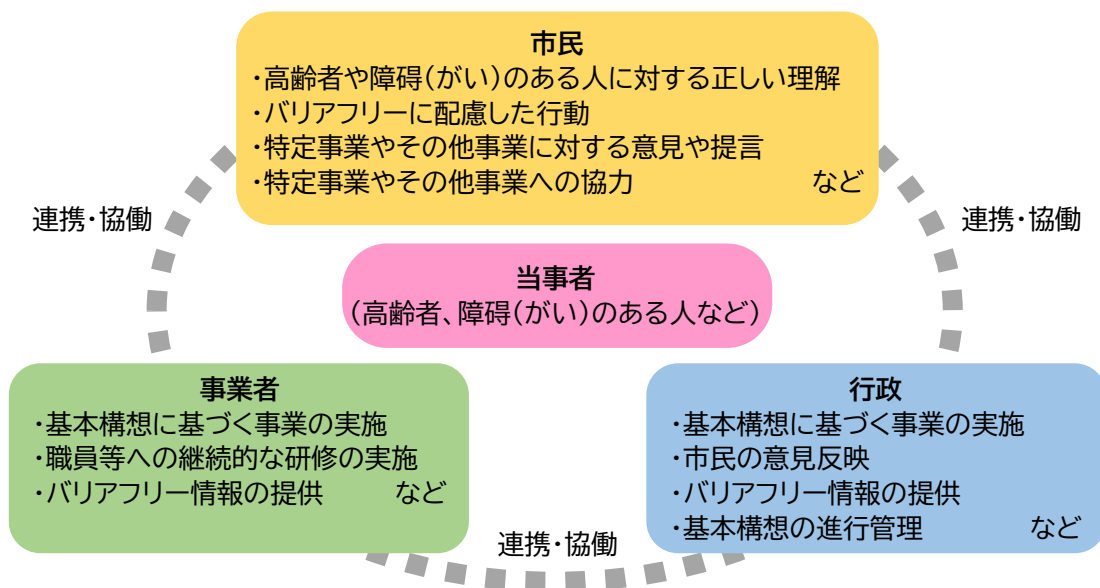 市民
・高齢者や障碍(がい)のある人に対する正しい理解
・バリアフリーに配慮した行動
・特定事業やその他事業に対する意見や提言
・特定事業やその他事業への協力 など
連携・協働
連携・協働
当事者
(高齢者、障碍(がい)のある人など)
事業者
・基本構想に基づく事業の実施
・職員等への継続的な研修の実施
・バリアフリー情報の提供 など
行政
・基本構想に基づく事業の実施
・市民の意見反映
・バリアフリー情報の提供
・基本構想の進行管理 など
連携・協働